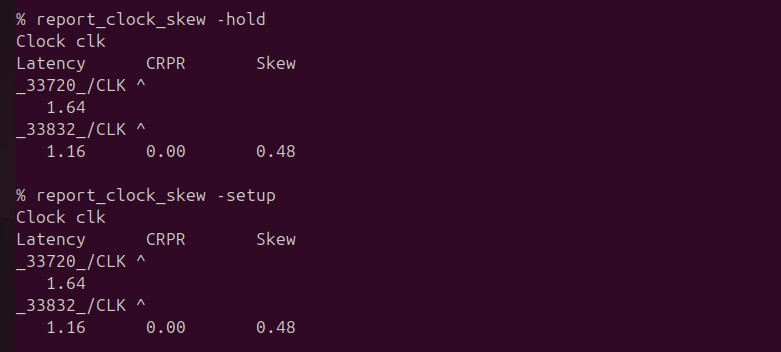 % report_clock_skew -hold
Clock clk
Latency      CRPR       Skew
_33720_/CLK ^
   1.64
_33832_/CLK ^
   1.16      0.00       0.48

% report_clock_skew -setup
Clock clk
Latency      CRPR       Skew
_33720_/CLK ^
   1.64
_33832_/CLK ^
   1.16      0.00       0.48